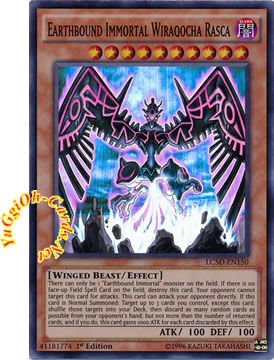 EARTHBOUND IMMORTAL WIRAQOCHA RASCA
DARK
YuGiOh-Cards.Net
LC5D-EN150
[WINGED BEAST/EFFECT]
There can only be 1 "Earthbound Immortal" monster on the field. If there is no
face-up Field Spell Card on the field, destroy this card. Your opponent cannot
target this card for attacks. This card can attack your opponent directly. If this
card is Normal Summoned: Target up to 3 cards you control, except this card;
shuffle those targets into your Deck, then discard as many random cards as
possible from your opponent's hand, but not more than the number of returned
cards, and if you do, this card gains 1000 ATK for each card discarded by this effect.
ATK/ 100 DEF/ 100
41181774 1st Edition ©1996 KAZUKI TAKAHASHI